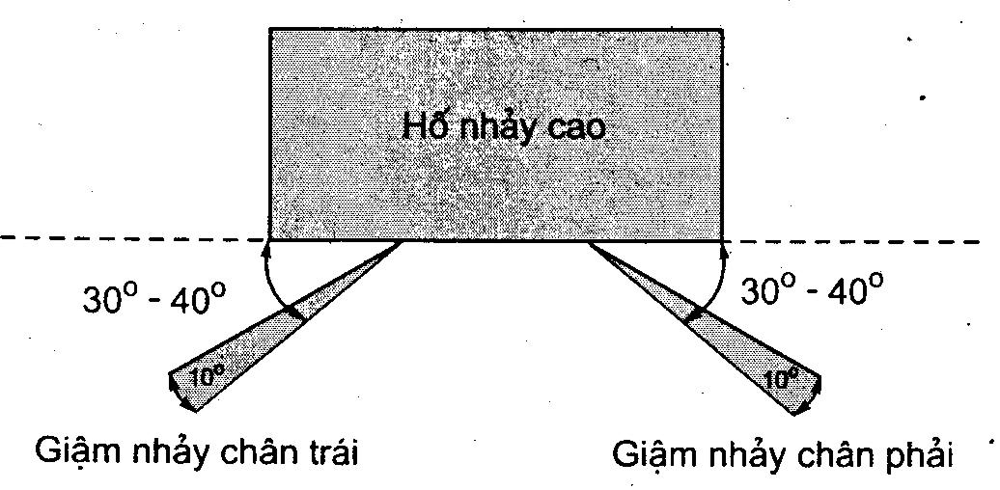 Hố nhảy cao
30° - 40°
30° - 40°
10°
10°
Giậm nhảy chân trái
Giậm nhảy chân phải